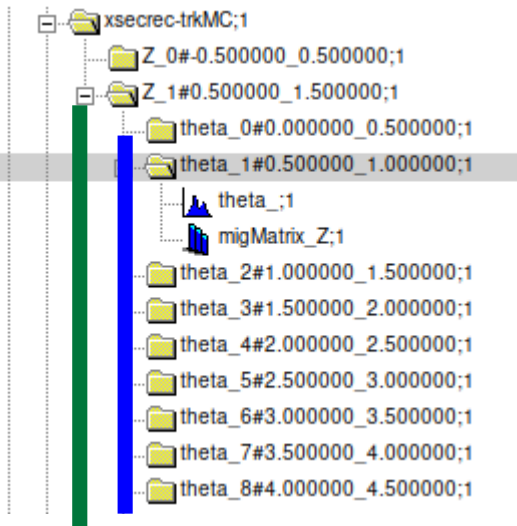 xsecrec-trkMC;1
Z_0#-0.500000_0.500000;1
Z_1#0.500000_1.500000;1
theta_0#0.000000_0.500000;1
theta_1#0.500000_1.000000;1
theta_;1
migMatrix_Z;1
theta_2#1.000000_1.500000;1
theta_3#1.500000_2.000000;1
theta_4#2.000000_2.500000;1
theta_5#2.500000_3.000000;1
theta_6#3.000000_3.500000;1
theta_7#3.500000_4.000000;1
theta_8#4.000000_4.500000;1